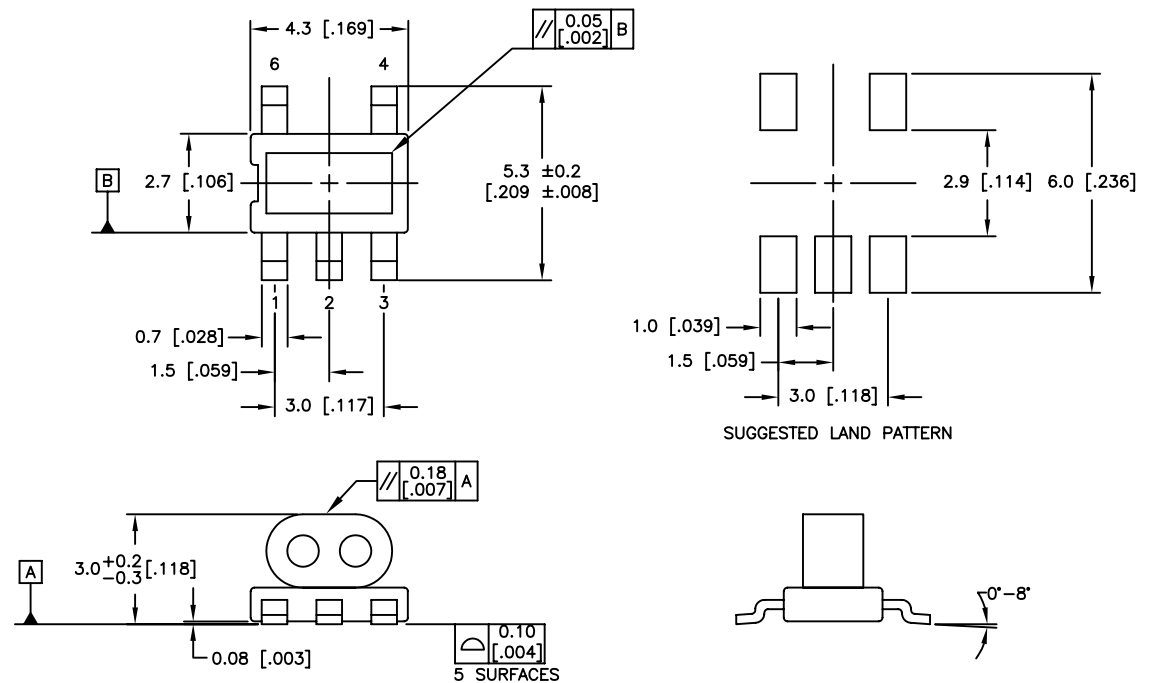 4.3 [.169]
// 0.05 [.002] B
6
4
B
2.7 [.106]
5.3 ±0.2
[.209 ±.008]
1
2
3
0.7 [.028]
1.5 [.059]
3.0 [.117]
2.9 [.114]
6.0 [.236]
1.0 [.039]
1.5 [.059]
3.0 [.118]
SUGGESTED LAND PATTERN
// 0.18 [.007] A
A
3.0 +0.2 -0.3 [.118]
0.08 [.003]
0.10 [.004]
5 SURFACES
0°-8°